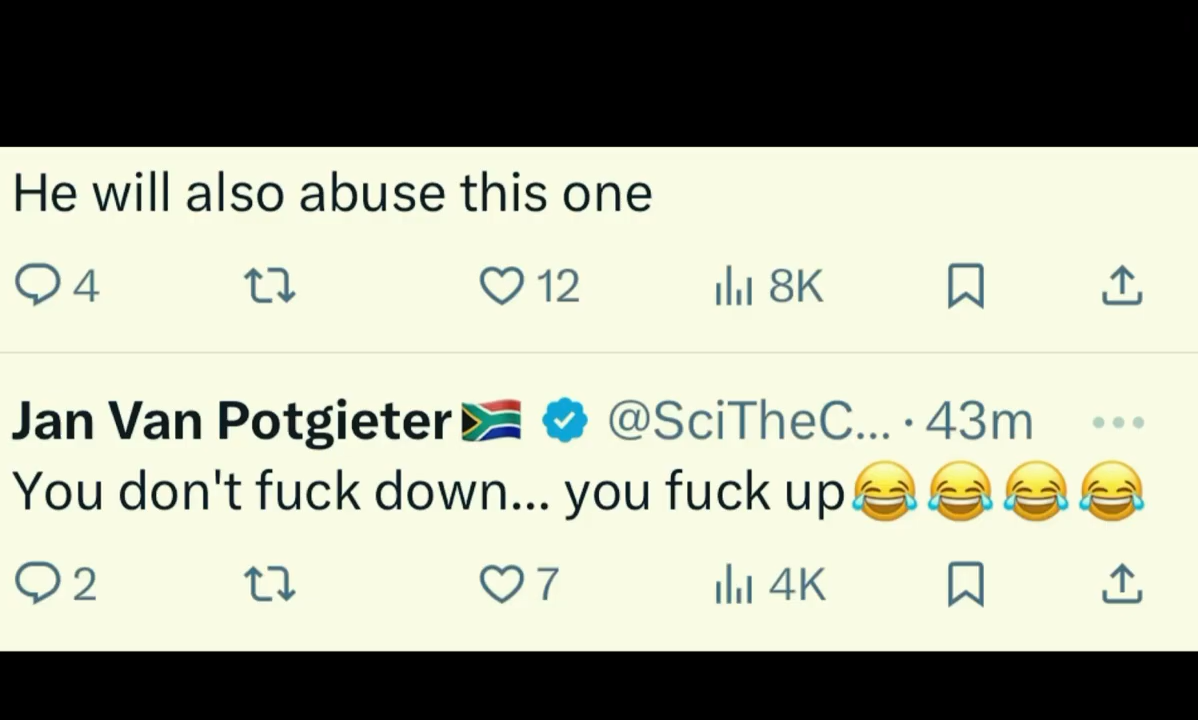 He will also abuse this one
4 12 8K
Jan Van Potgieter🇿🇦 @SciTheC... · 43m
You don't fuck down... you fuck up😂😂😂😂
2 7 4K